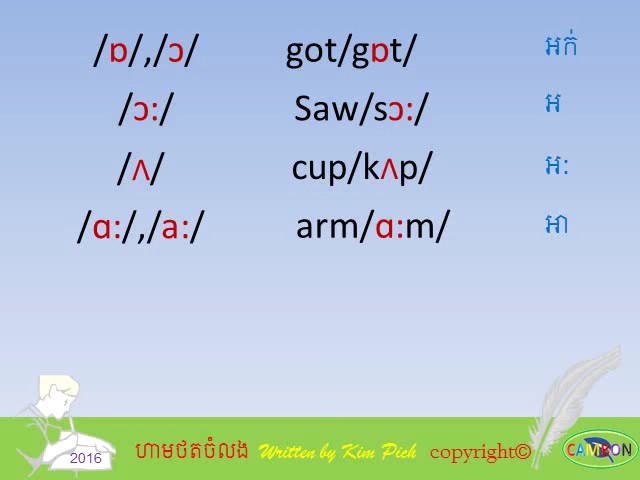 /ɒ/,/ɔ/ got/gɒt/ អក់
/ɔ:/ Saw/sɔ:/ អ
/ʌ/ cup/kʌp/ អៈ
/ɑ:/,/a:/ arm/ɑ:m/ អា
2016 ហាមថតចំលង Written by Kim Pich copyright© CAMBON